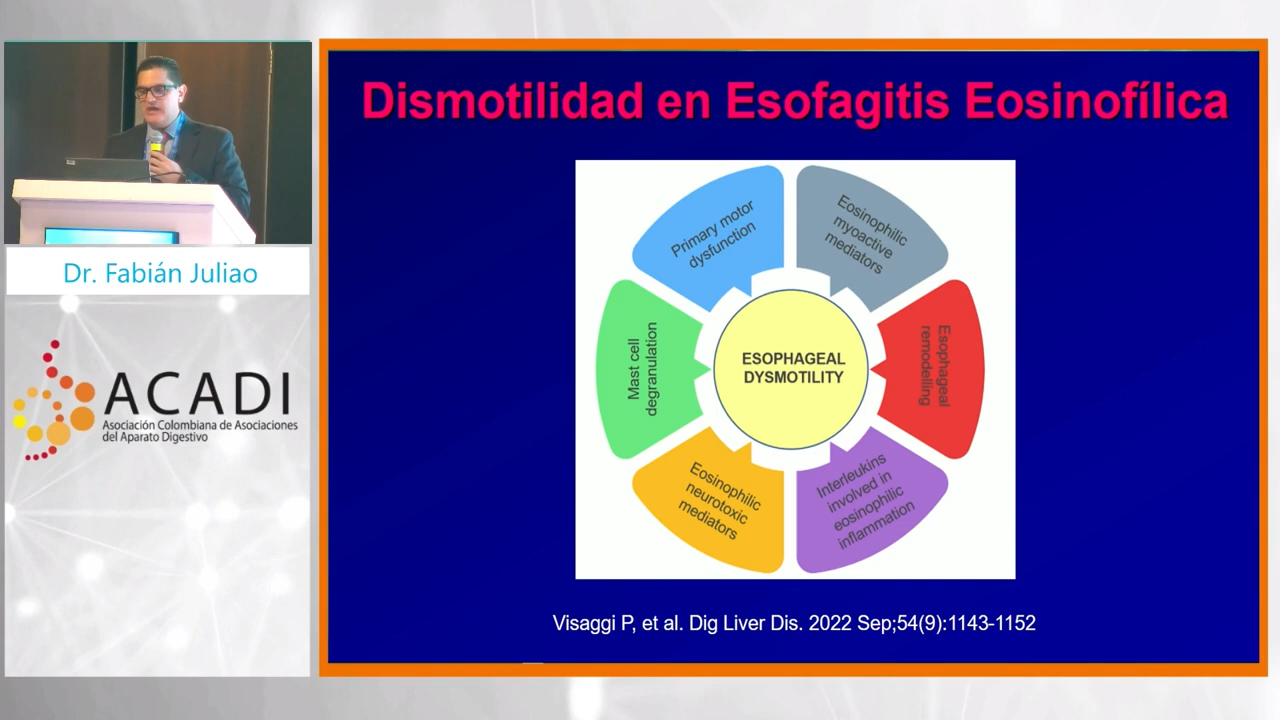 Dismotilidad en Esofagitis Eosinofílica
Primary motor
dysfunction
Eosinophilic
myoactive
mediators
Mast cell
degranulation
ESOPHAGEAL
DYSMOTILITY
Esophageal
remodelling
Eosinophilic
neurotoxic
mediators
Interleukins
involved in
eosinophilic
inflammation
Visaggi P, et al. Dig Liver Dis. 2022 Sep;54(9):1143-1152
Dr. Fabián Juliao
ACADI
Asociación Colombiana de Asociaciones
del Aparato Digestivo